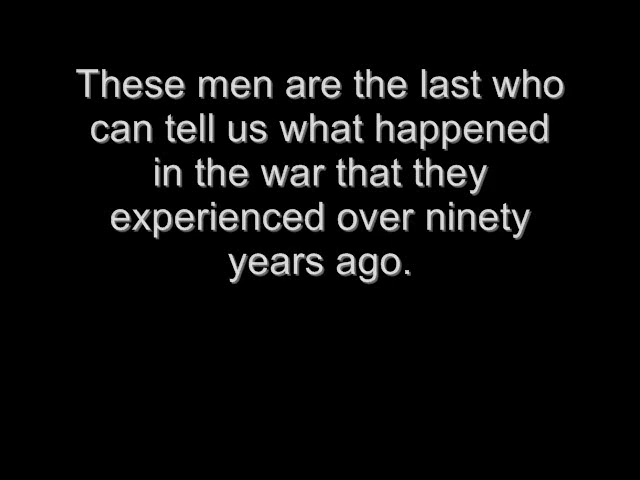 These men are the last who
can tell us what happened
in the war that they
experienced over ninety
years ago.